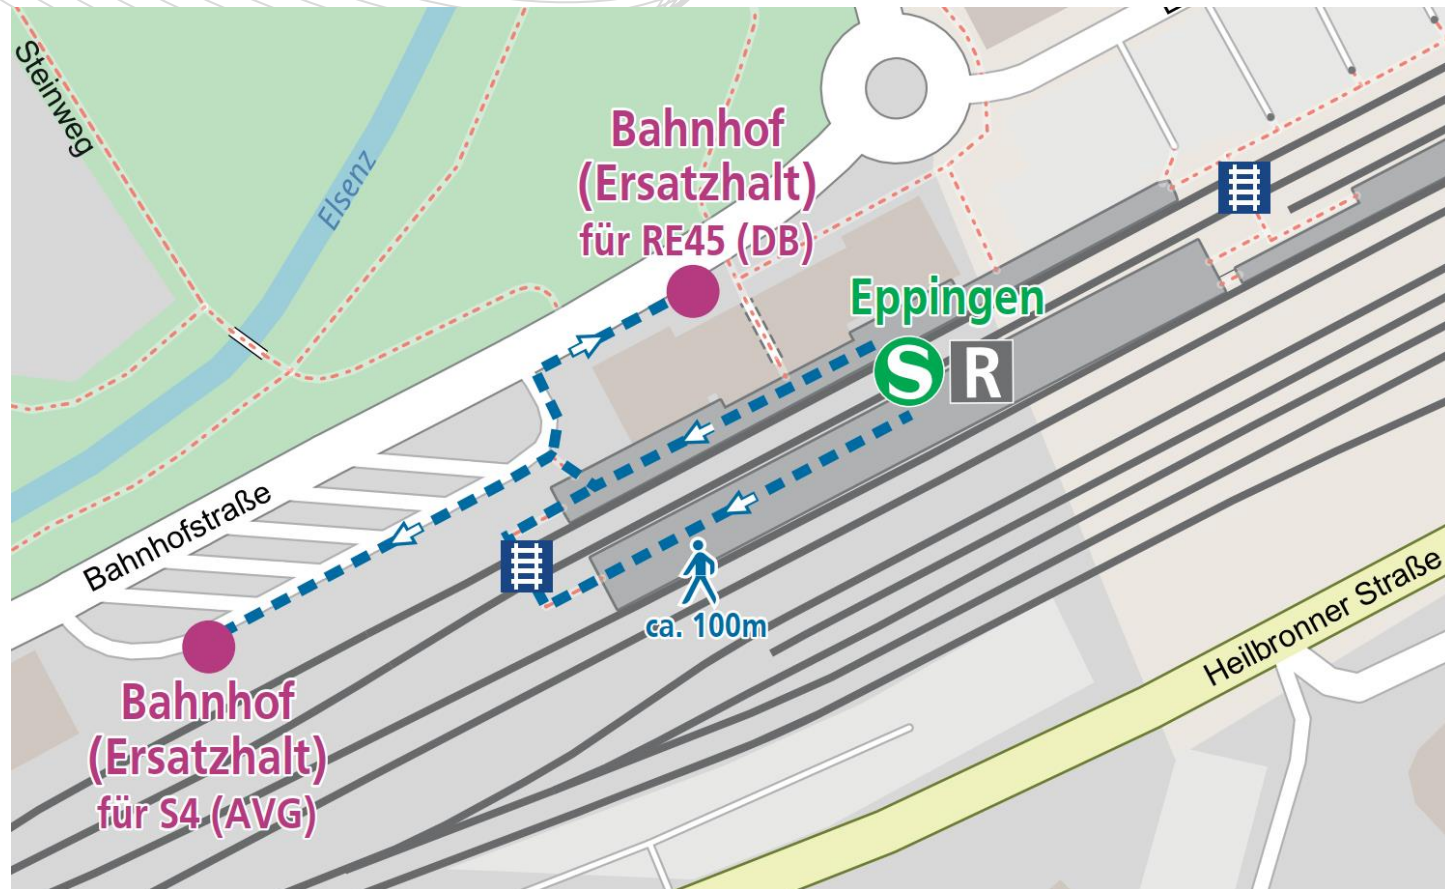 Steinweg
Elsenz
Bahnhof
(Ersatzhalt)
für RE45 (DB)
Eppingen
S R
Bahnhofstraße
ca. 100m
Heilbronner Straße
Bahnhof
(Ersatzhalt)
für S4 (AVG)